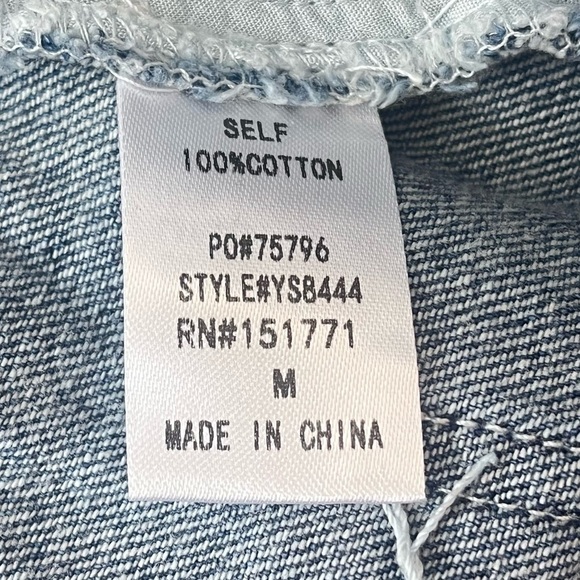 SELF
100%COTTON
PO#75796
STYLE#YS8444
RN#151771
M
MADE IN CHINA